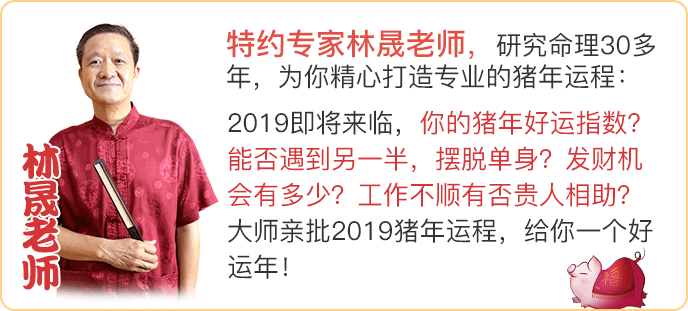 特约专家林晟老师，研究命理30多
年，为你精心打造专业的猪年运程：
2019即将来临，你的猪年好运指数？
能否遇到另一半，摆脱单身？发财机
会有多少？工作不顺有否贵人相助？
大师亲批2019猪年运程，给你一个好
运年！
林晟老师
福